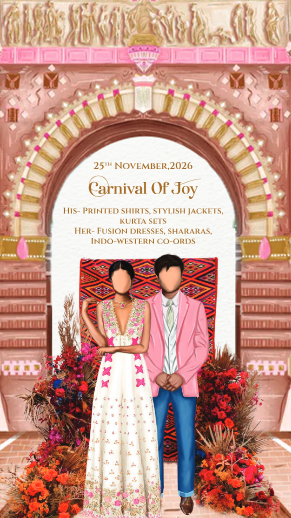 25TH November,2026
Carnival Of Joy
His- Printed shirts, stylish jackets,
kurta sets
Her- Fusion dresses, shararas,
Indo-western co-ords